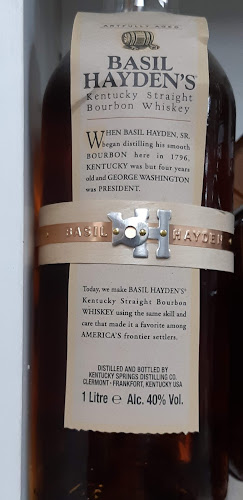 ARTFULLY AGED
BASIL
HAYDEN'S
Kentucky Straight
Bourbon Whiskey
WHEN BASIL HAYDEN, SR.
began distilling his smooth
BOURBON here in 1796,
KENTUCKY was but four years
old and GEORGE WASHINGTON
was PRESIDENT.
BASIL HAYDEN
Today, we make BASIL HAYDEN'S®
Kentucky Straight Bourbon
WHISKEY using the same skill and
care that made it a favorite among
AMERICA'S frontier settlers.
DISTILLED AND BOTTLED BY
KENTUCKY SPRINGS DISTILLING CO.
CLERMONT - FRANKFORT, KENTUCKY USA
1 Litre ℮ Alc. 40% Vol.